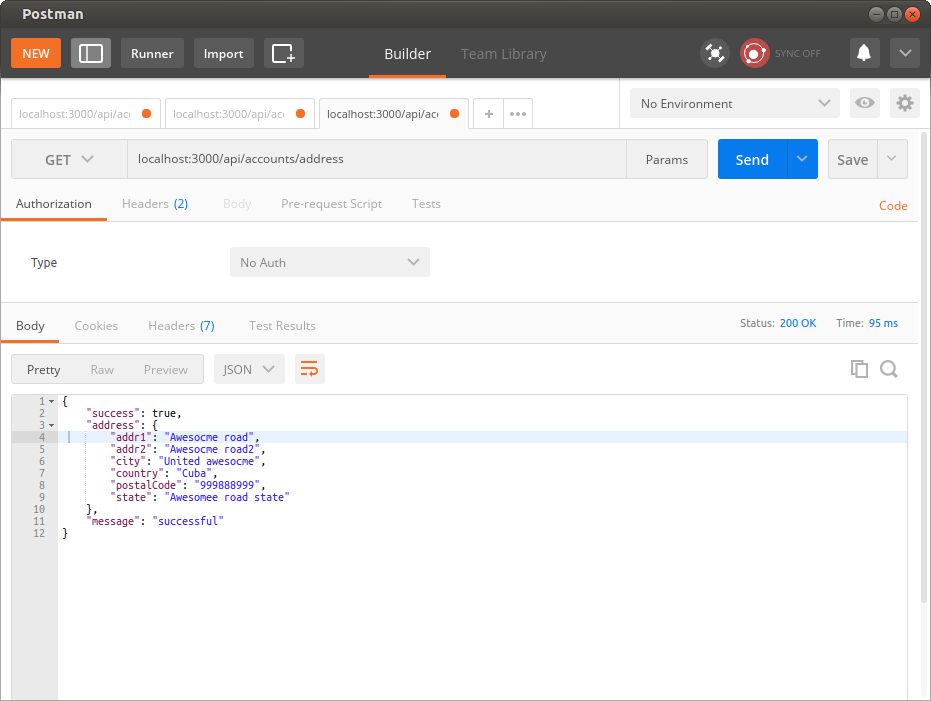 Postman
NEW Runner Import Builder Team Library SYNC OFF
localhost:3000/api/acc localhost:3000/api/acc localhost:3000/api/acc + ••• No Environment
GET localhost:3000/api/accounts/address Params Send Save
Authorization Headers (2) Body Pre-request Script Tests Code
Type No Auth
Body Cookies Headers (7) Test Results Status: 200 OK Time: 95 ms
Pretty Raw Preview JSON
1 {
2 "success": true,
3 "address": {
4 "addr1": "Awesocme road",
5 "addr2": "Awesocme road2",
6 "city": "United awesocme",
7 "country": "Cuba",
8 "postalCode": "999888999",
9 "state": "Awesomee road state"
10 },
11 "message": "successful"
12 }